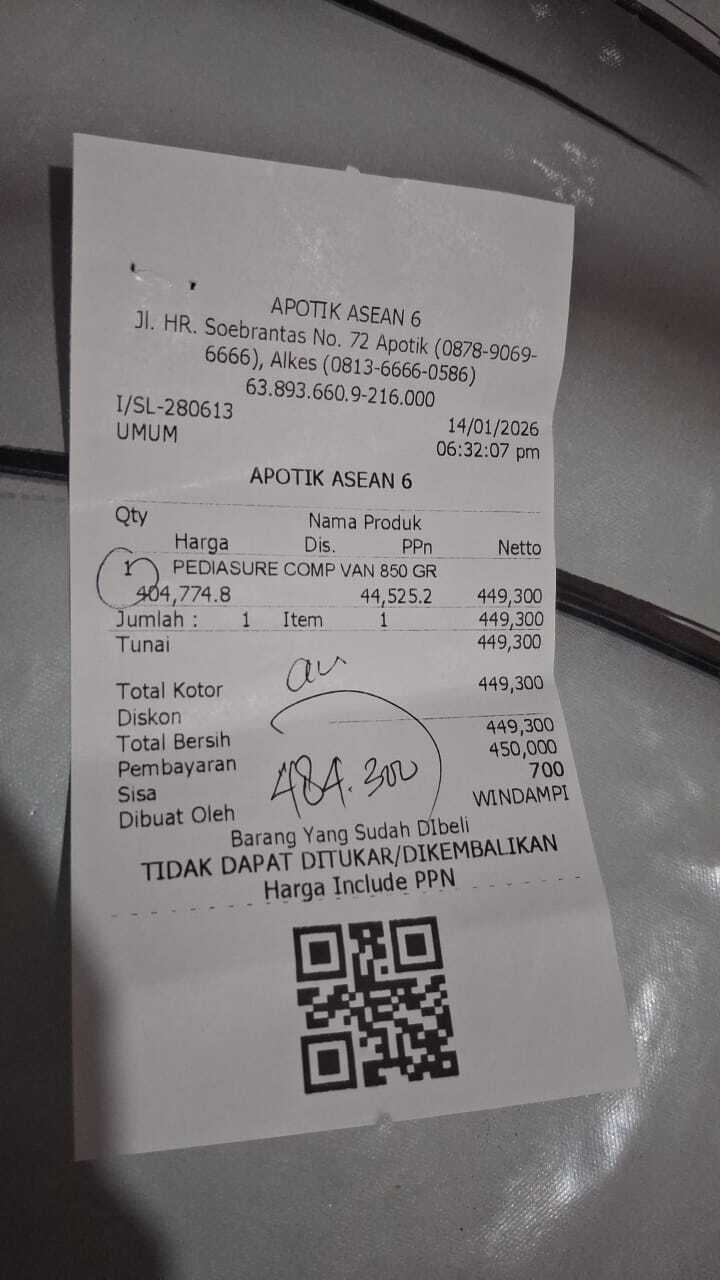 APOTIK ASEAN 6
Jl. HR. Soebrantas No. 72 Apotik (0878-9069-
6666), Alkes (0813-6666-0586)
63.893.660.9-216.000
I/SL-280613 14/01/2026
UMUM 06:32:07 pm
APOTIK ASEAN 6
Qty Nama Produk
Harga Dis. PPn Netto
1 PEDIASURE COMP VAN 850 GR
404,774.8 44,525.2 449,300
Jumlah : 1 Item 1 449,300
Tunai 449,300
Total Kotor 449,300
Diskon
Total Bersih 449,300
Pembayaran 450,000
Sisa 700
Dibuat Oleh WINDAMPI
484.300
Barang Yang Sudah DIbeli
TIDAK DAPAT DITUKAR/DIKEMBALIKAN
Harga Include PPN